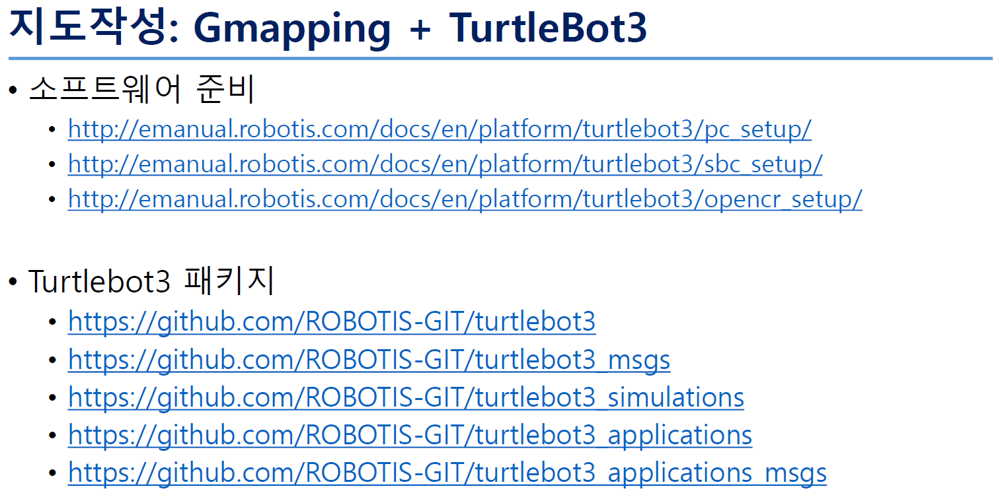 지도작성: Gmapping + TurtleBot3
• 소프트웨어 준비
• http://emanual.robotis.com/docs/en/platform/turtlebot3/pc_setup/
• http://emanual.robotis.com/docs/en/platform/turtlebot3/sbc_setup/
• http://emanual.robotis.com/docs/en/platform/turtlebot3/opencr_setup/
• Turtlebot3 패키지
• https://github.com/ROBOTIS-GIT/turtlebot3
• https://github.com/ROBOTIS-GIT/turtlebot3_msgs
• https://github.com/ROBOTIS-GIT/turtlebot3_simulations
• https://github.com/ROBOTIS-GIT/turtlebot3_applications
• https://github.com/ROBOTIS-GIT/turtlebot3_applications_msgs